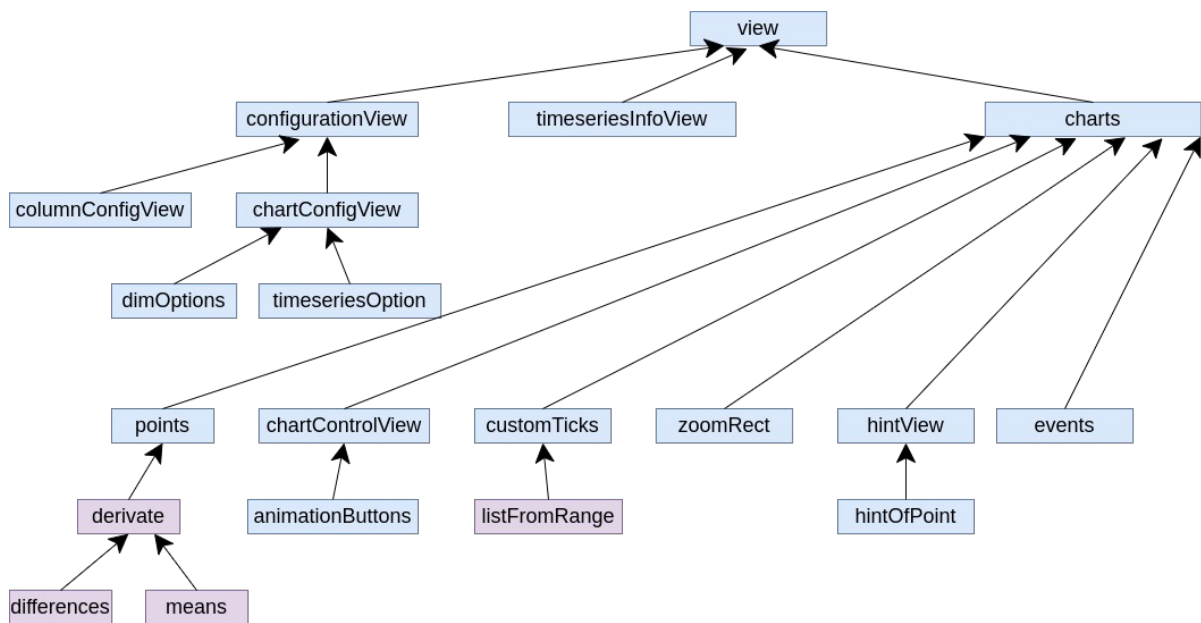 view
configurationView
timeseriesInfoView
charts
columnConfigView
chartConfigView
dimOptions
timeseriesOption
points
chartControlView
customTicks
zoomRect
hintView
events
derivate
animationButtons
listFromRange
hintOfPoint
differences
means